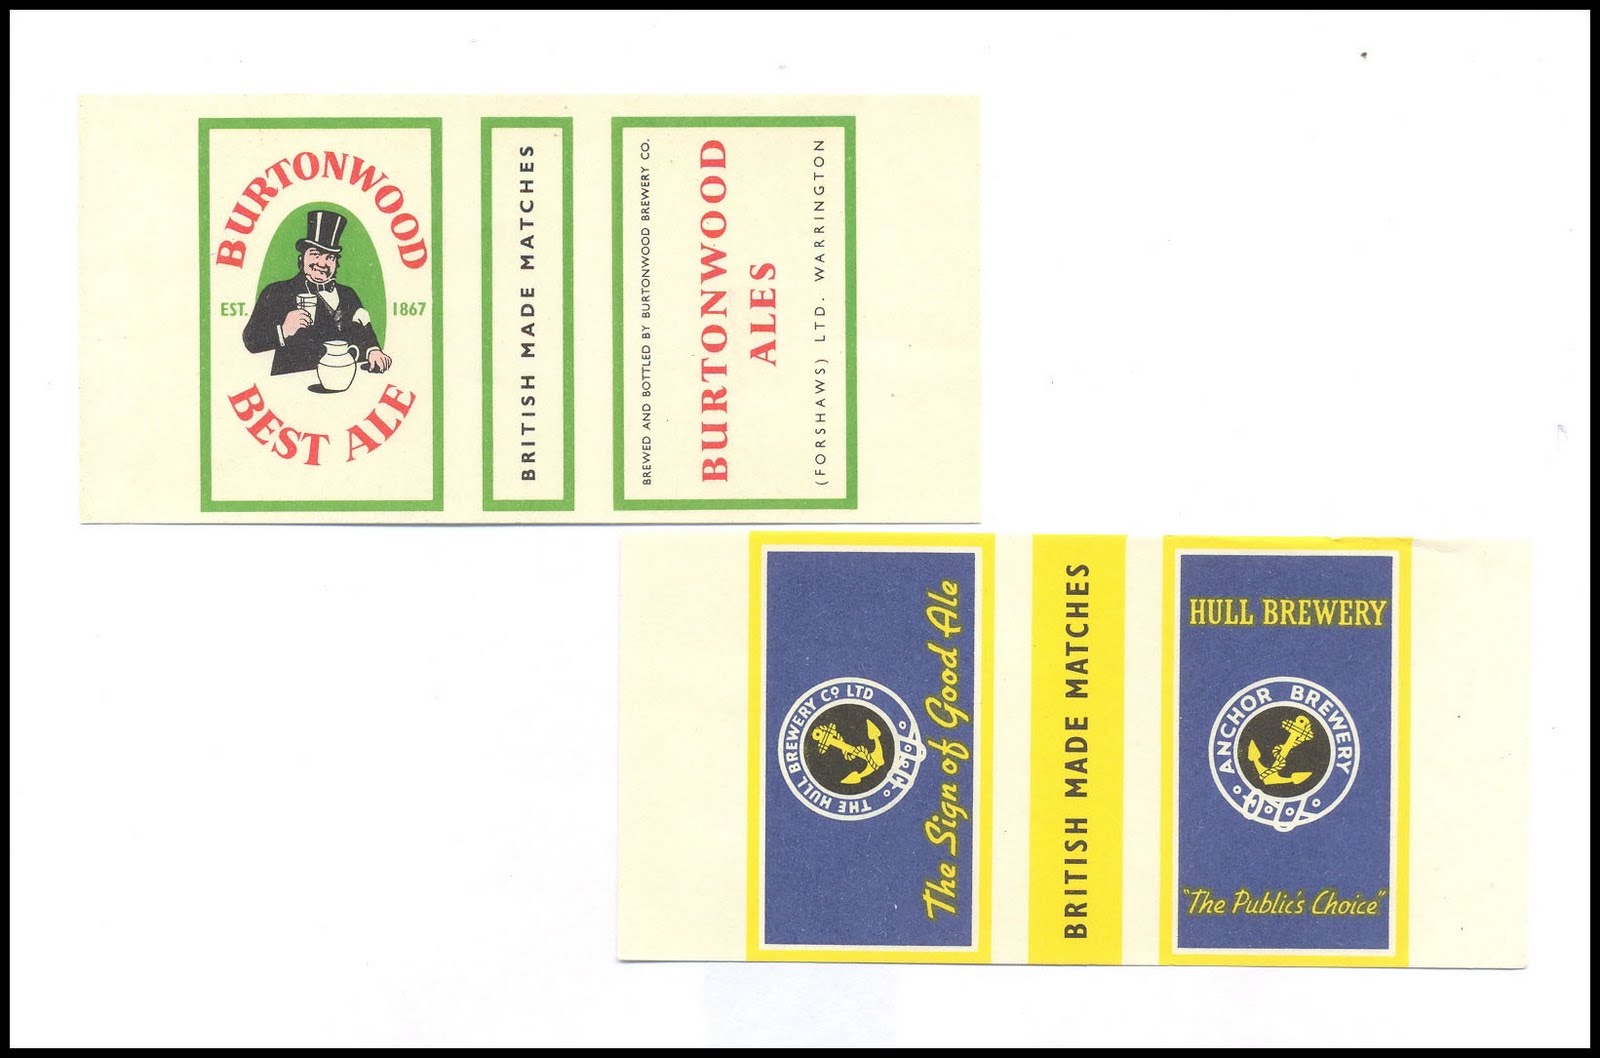 BURTONWOOD
EST. 1867
BEST ALE
BRITISH MADE MATCHES
BREWED AND BOTTLED BY BURTONWOOD BREWERY CO.
BURTONWOOD
ALES
(FORSHAWS) LTD. WARRINGTON
THE HULL BREWERY Cº LTD
The Sign of Good Ale
BRITISH MADE MATCHES
HULL BREWERY
ANCHOR BREWERY
"The Public's Choice"